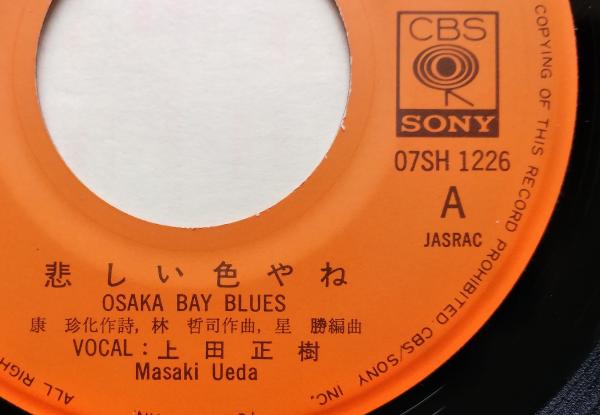 CBS
SONY
07SH 1226
A
JASRAC
悲しい色やね
OSAKA BAY BLUES
康 珍化作詩, 林 哲司作曲, 星 勝編曲
VOCAL : 上田正樹
Masaki Ueda
ALL RIGH
COPYING OF THIS RECORD PROHIBITED CBS/SONY INC.